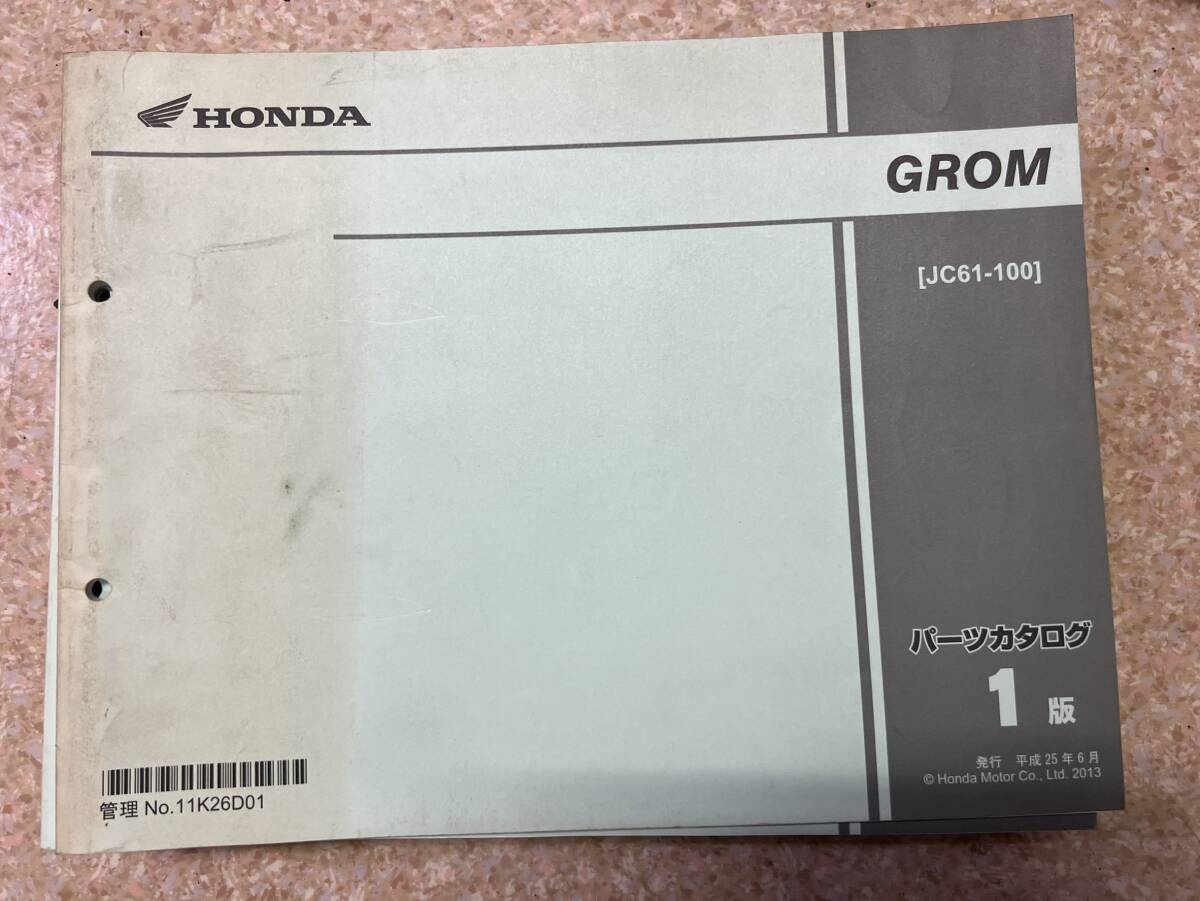 HONDA
GROM
[JC61-100]
パーツカタログ
1 版
発行 平成 25 年 6 月
© Honda Motor Co., Ltd. 2013
管理 No.11K26D01